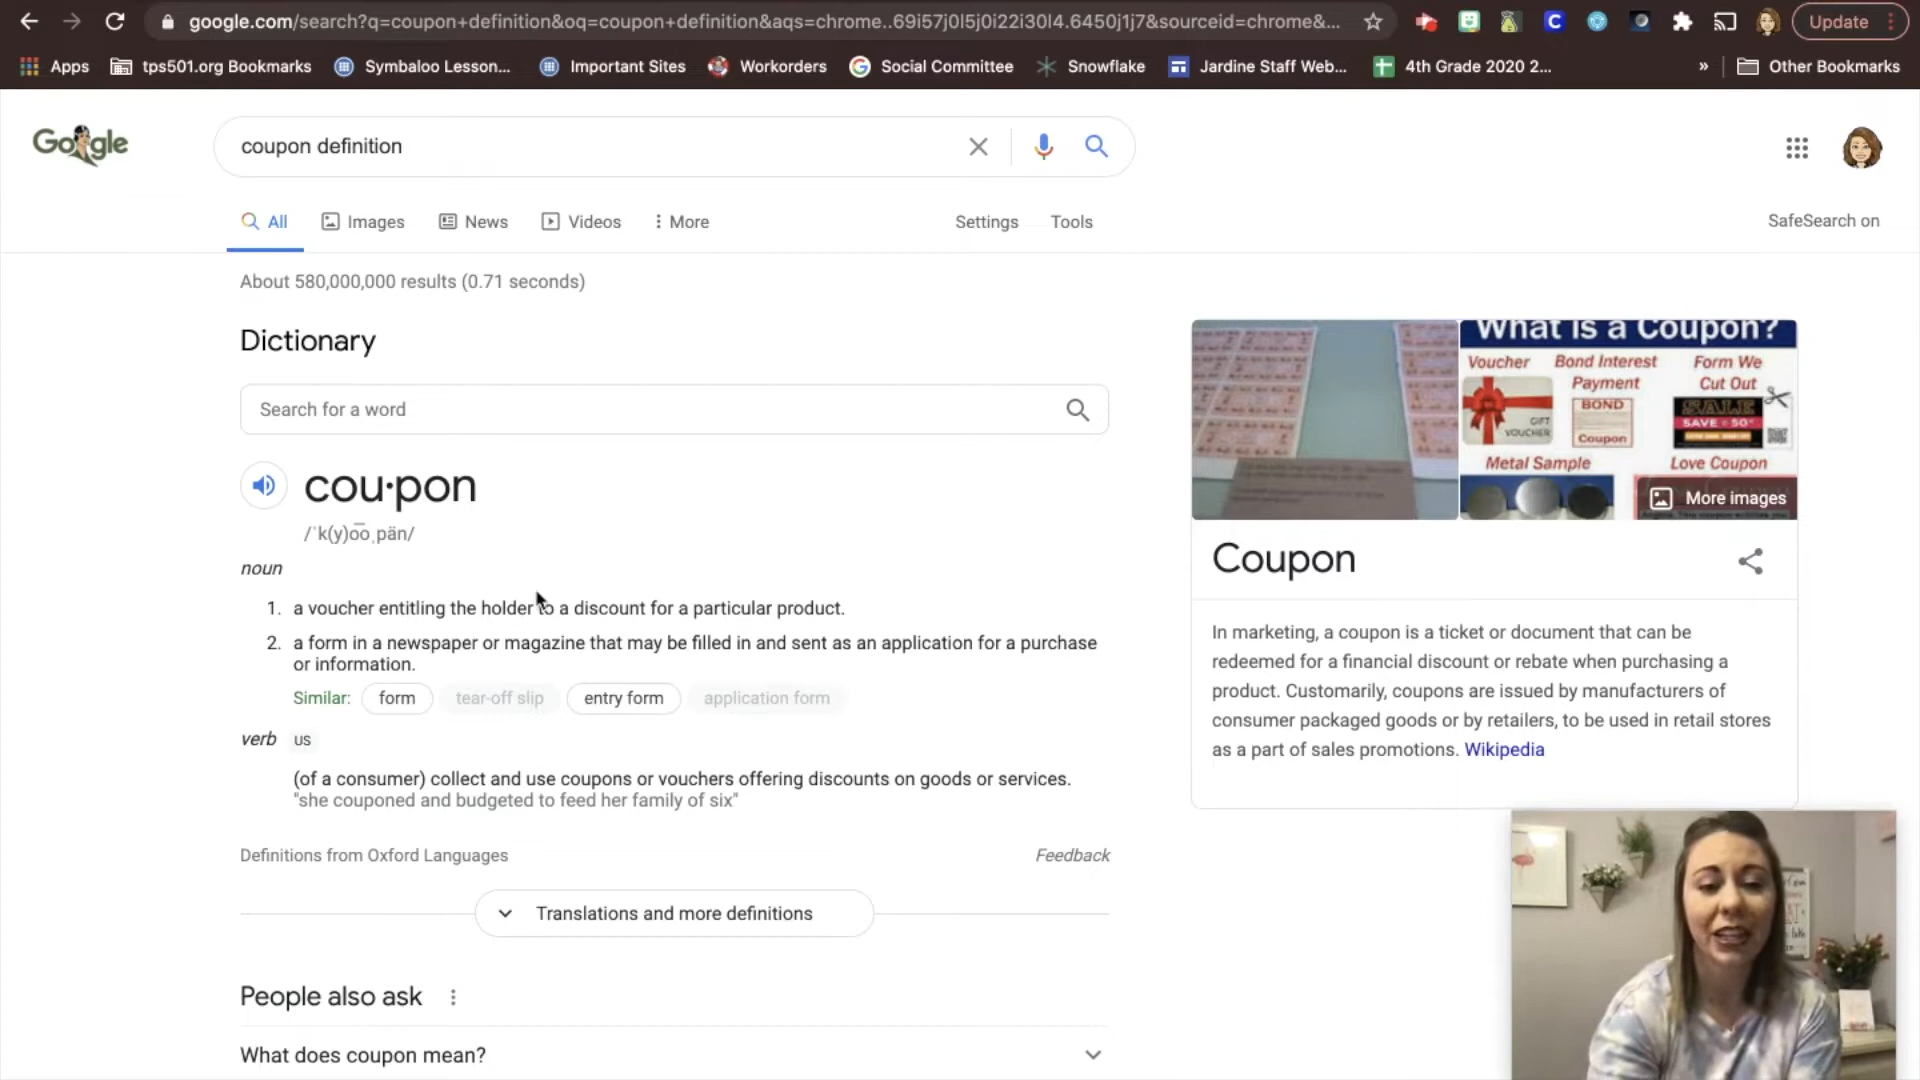 google.com/search?q=coupon+definition&oq=coupon+definition&aqs=chrome..69i57j0l5j0i22i30l4.6450j1j7&sourceid=chrome&...
Update
Apps
tps501.org Bookmarks
Symbaloo Lesson...
Important Sites
Workorders
Social Committee
Snowflake
Jardine Staff Web...
4th Grade 2020 2...
»
Other Bookmarks
Google
coupon definition
All
Images
News
Videos
More
Settings
Tools
SafeSearch on
About 580,000,000 results (0.71 seconds)
Dictionary
Search for a word
cou·pon
/ˈk(y)o͞oˌpän/
noun
1. a voucher entitling the holder to a discount for a particular product.
2. a form in a newspaper or magazine that may be filled in and sent as an application for a purchase
or information.
Similar: form tear-off slip entry form application form
verb US
(of a consumer) collect and use coupons or vouchers offering discounts on goods or services.
"she couponed and budgeted to feed her family of six"
Definitions from Oxford Languages
Feedback
Translations and more definitions
People also ask
What does coupon mean?
What is a Coupon?
Voucher
Bond Interest
Payment
Form We
Cut Out
GIFT
VOUCHER
BOND
Coupon
SALE
SAVE
Metal Sample
Love Coupon
More images
Coupon
In marketing, a coupon is a ticket or document that can be
redeemed for a financial discount or rebate when purchasing a
product. Customarily, coupons are issued by manufacturers of
consumer packaged goods or by retailers, to be used in retail stores
as a part of sales promotions. Wikipedia